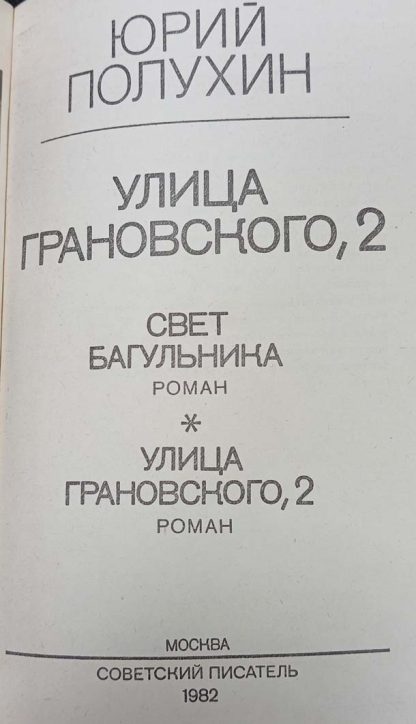 ЮРИЙ
ПОЛУХИН
УЛИЦА
ГРАНОВСКОГО, 2
СВЕТ
БАГУЛЬНИКА
РОМАН
*
УЛИЦА
ГРАНОВСКОГО, 2
РОМАН
МОСКВА
СОВЕТСКИЙ ПИСАТЕЛЬ
1982